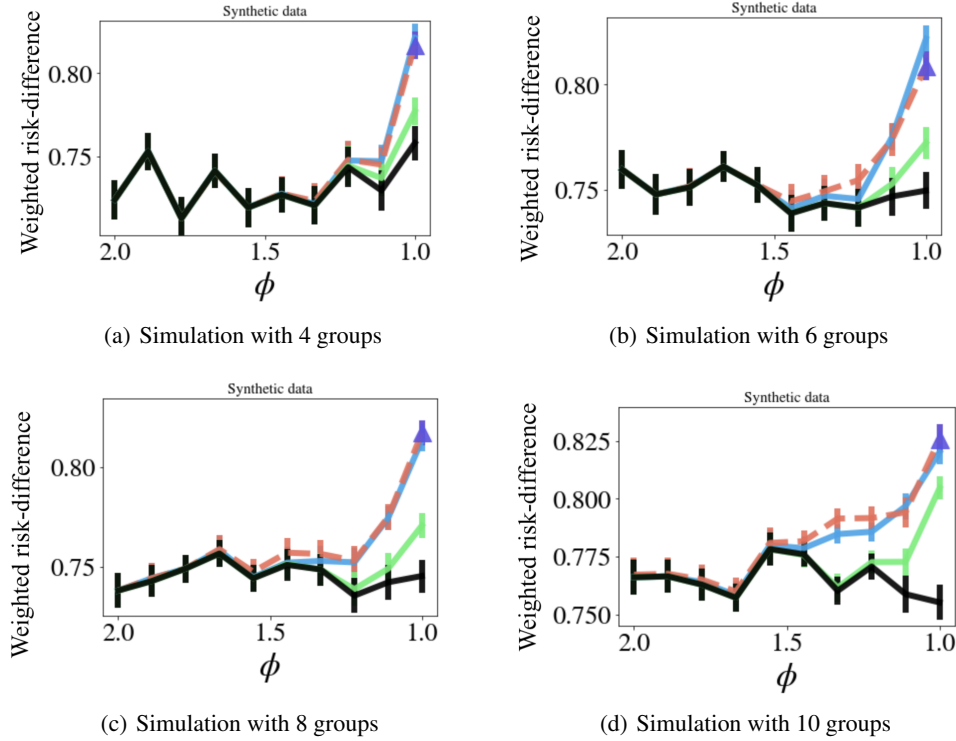 Synthetic data
Weighted risk-difference
0.80
0.75
2.0 1.5 1.0
ϕ
(a) Simulation with 4 groups
Synthetic data
Weighted risk-difference
0.80
0.75
2.0 1.5 1.0
ϕ
(b) Simulation with 6 groups
Synthetic data
Weighted risk-difference
0.80
0.75
2.0 1.5 1.0
ϕ
(c) Simulation with 8 groups
Synthetic data
Weighted risk-difference
0.825
0.800
0.775
0.750
2.0 1.5 1.0
ϕ
(d) Simulation with 10 groups